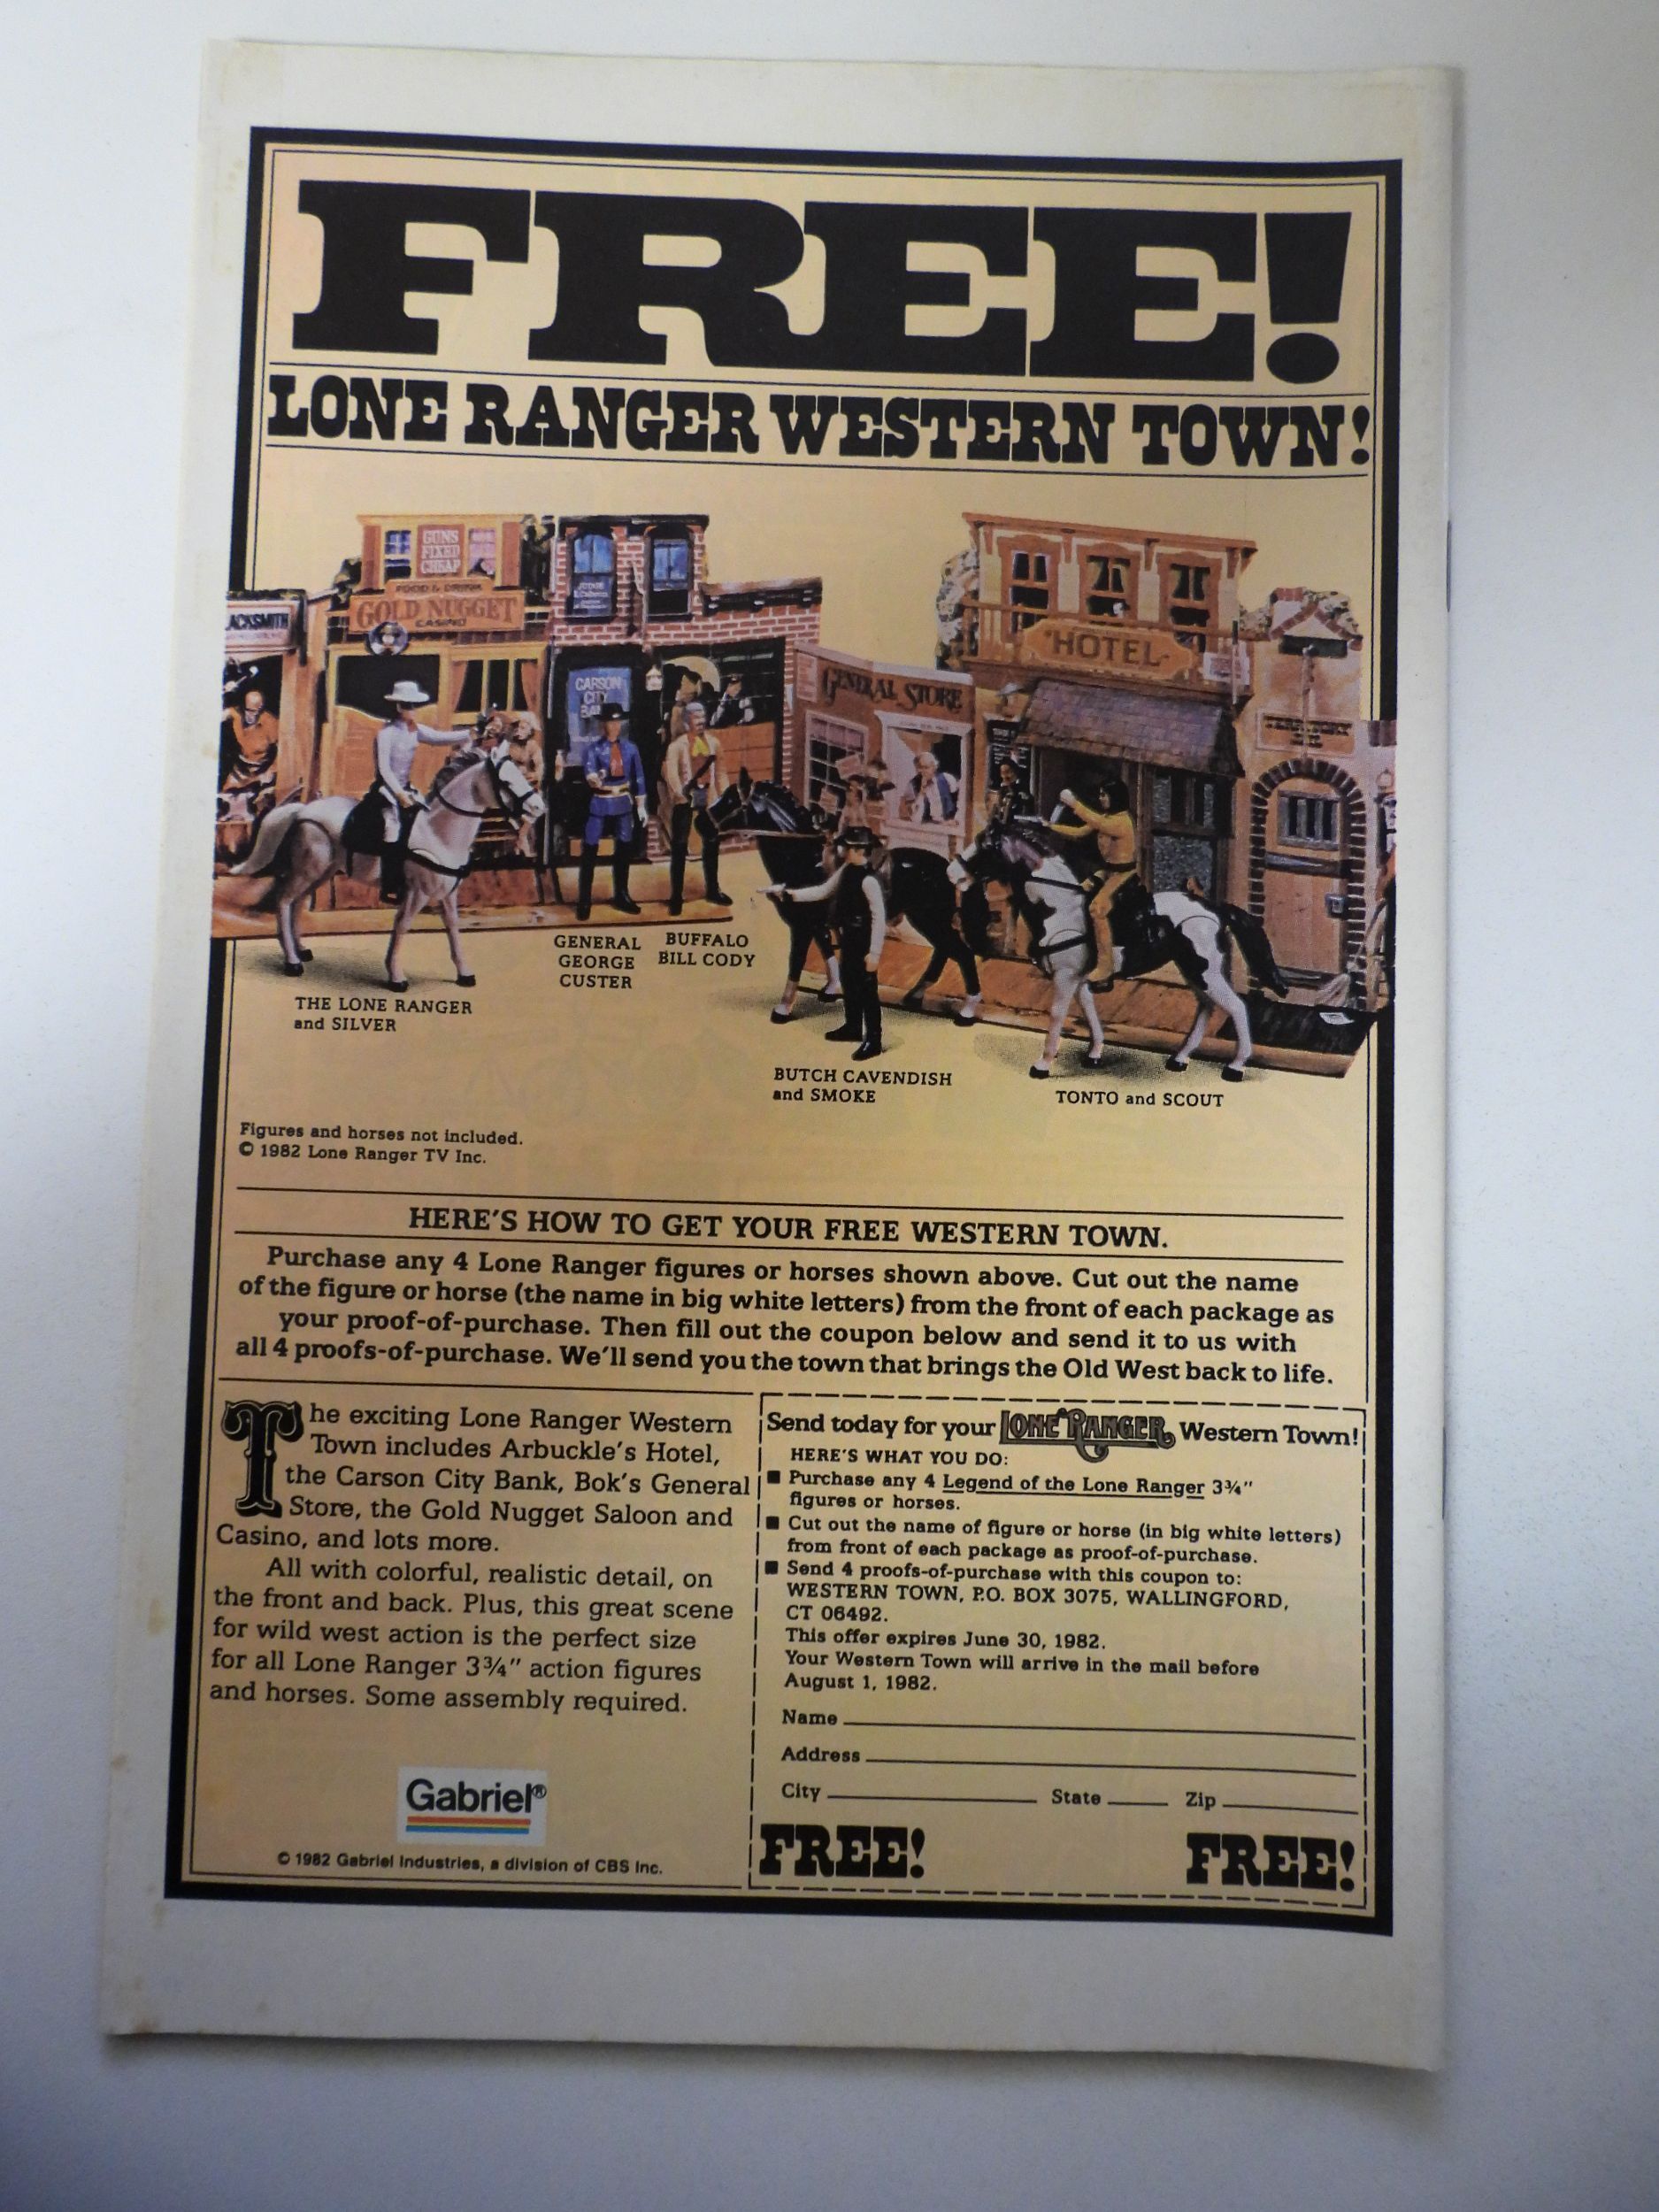 FREE!
LONE RANGER WESTERN TOWN!
GUNS
FIXED
CHEAP
FOOD & DRINK
GOLD NUGGET
CASINO
ACKSMITH
CARSON
CITY
BAN
GENERAL STORE
HOTEL
THE LONE RANGER
and SILVER
GENERAL
GEORGE
CUSTER
BUFFALO
BILL CODY
BUTCH CAVENDISH
and SMOKE
TONTO and SCOUT
Figures and horses not included.
© 1982 Lone Ranger TV Inc.
HERE'S HOW TO GET YOUR FREE WESTERN TOWN.
Purchase any 4 Lone Ranger figures or horses shown above. Cut out the name
of the figure or horse (the name in big white letters) from the front of each package as
your proof-of-purchase. Then fill out the coupon below and send it to us with
all 4 proofs-of-purchase. We'll send you the town that brings the Old West back to life.
The exciting Lone Ranger Western
Town includes Arbuckle's Hotel,
the Carson City Bank, Bok's General
Store, the Gold Nugget Saloon and
Casino, and lots more.
All with colorful, realistic detail, on
the front and back. Plus, this great scene
for wild west action is the perfect size
for all Lone Ranger 3¾" action figures
and horses. Some assembly required.
Gabriel®
© 1982 Gabriel Industries, a division of CBS Inc.
Send today for your LONE RANGER Western Town!
HERE'S WHAT YOU DO:
■ Purchase any 4 Legend of the Lone Ranger 3¾"
figures or horses.
■ Cut out the name of figure or horse (in big white letters)
from front of each package as proof-of-purchase.
■ Send 4 proofs-of-purchase with this coupon to:
WESTERN TOWN, P.O. BOX 3075, WALLINGFORD,
CT 06492.
This offer expires June 30, 1982.
Your Western Town will arrive in the mail before
August 1, 1982.
Name
Address
City State Zip
FREE! FREE!